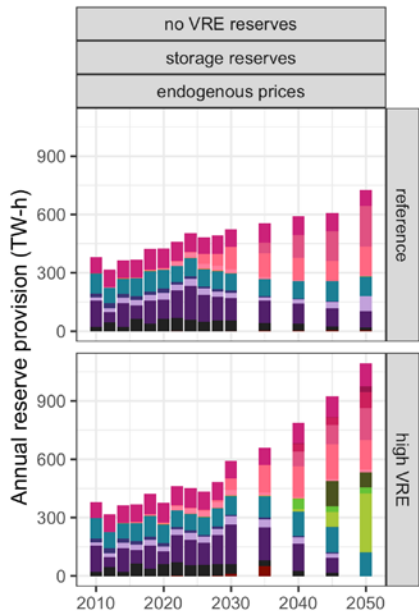 no VRE reserves
storage reserves
endogenous prices
Annual reserve provision (TW-h)
900
600
300
0
reference
900
600
300
0
high VRE
2010 2020 2030 2040 2050